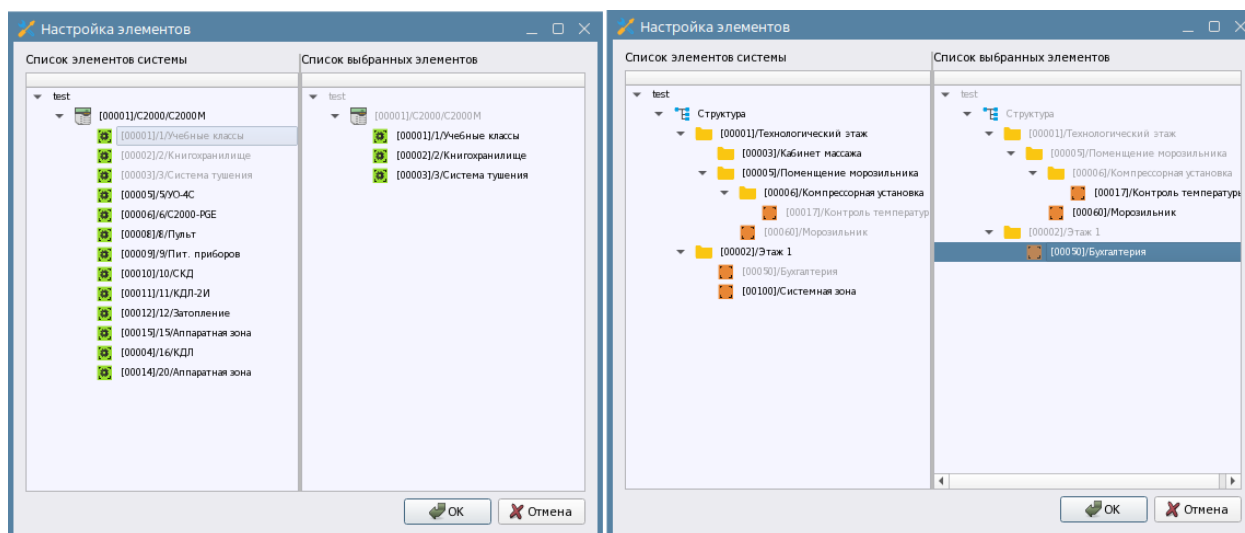 Настройка элементов
Список элементов системы
Список выбранных элементов
test
[00001]/C2000/C2000M
[00001]/1/Учебные классы
[00002]/2/Книгохранилище
[00003]/3/Система тушения
[00005]/5/УО-4С
[00006]/6/С2000-PGE
[00008]/8/Пульт
[00009]/9/Пит. приборов
[00010]/10/СКД
[00011]/11/КДЛ-2И
[00012]/12/Затопление
[00015]/15/Аппаратная зона
[00004]/16/КДЛ
[00014]/20/Аппаратная зона
test
[00001]/C2000/C2000M
[00001]/1/Учебные классы
[00002]/2/Книгохранилище
[00003]/3/Система тушения
OK
Отмена
Настройка элементов
Список элементов системы
Список выбранных элементов
test
Структура
[00001]/Технологический этаж
[00003]/Кабинет массажа
[00005]/Поменщение морозильника
[00006]/Компрессорная установка
[00017]/Контроль температур
[00060]/Морозильник
[00002]/Этаж 1
[00050]/Бухгалтерия
[00100]/Системная зона
test
Структура
[00001]/Технологический этаж
[00005]/Поменщение морозильника
[00006]/Компрессорная установка
[00017]/Контроль температуры
[00060]/Морозильник
[00002]/Этаж 1
[00050]/Бухгалтерия
OK
Отмена